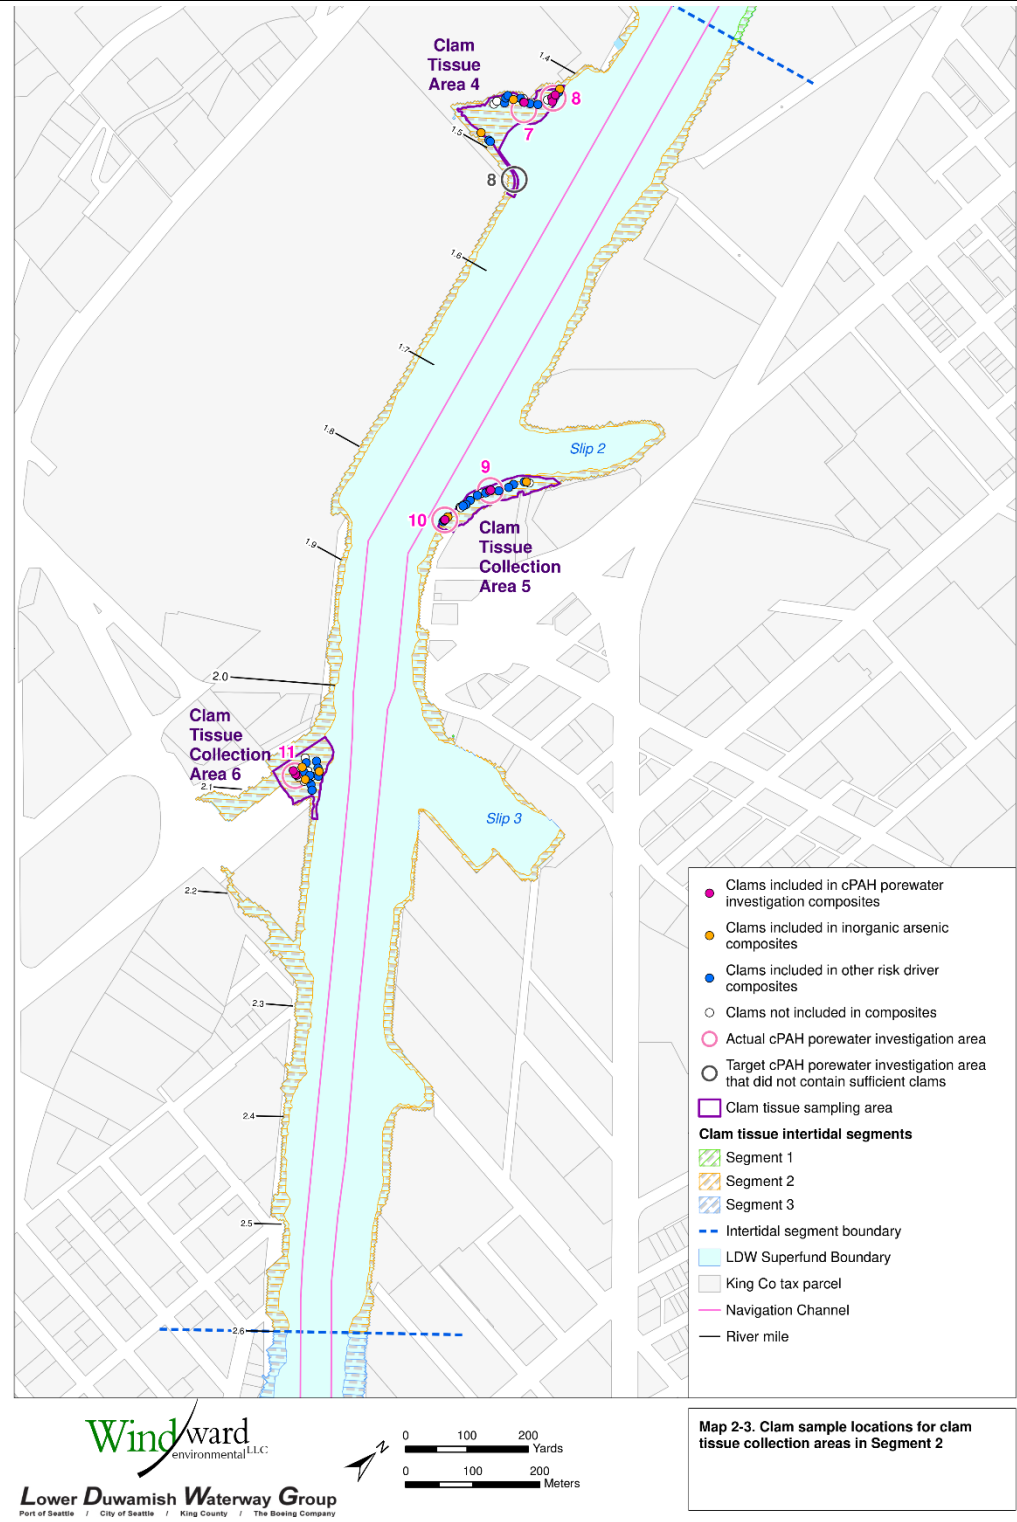 Clam
Tissue
Area 4
1.4
8
7
1.5
8
1.6
1.7
1.8
Slip 2
9
10
Clam
Tissue
Collection
Area 5
1.9
2.0
Clam
Tissue
Collection
Area 6
11
2.1
Slip 3
2.2
2.3
2.4
2.5
2.6
Clams included in cPAH porewater
investigation composites
Clams included in inorganic arsenic
composites
Clams included in other risk driver
composites
Clams not included in composites
Actual cPAH porewater investigation area
Target cPAH porewater investigation area
that did not contain sufficient clams
Clam tissue sampling area
Clam tissue intertidal segments
Segment 1
Segment 2
Segment 3
Intertidal segment boundary
LDW Superfund Boundary
King Co tax parcel
Navigation Channel
River mile
Windward
environmental LLC
Lower Duwamish Waterway Group
Port of Seattle / City of Seattle / King County / The Boeing Company
N
0 100 200
Yards
0 100 200
Meters
Map 2-3. Clam sample locations for clam
tissue collection areas in Segment 2